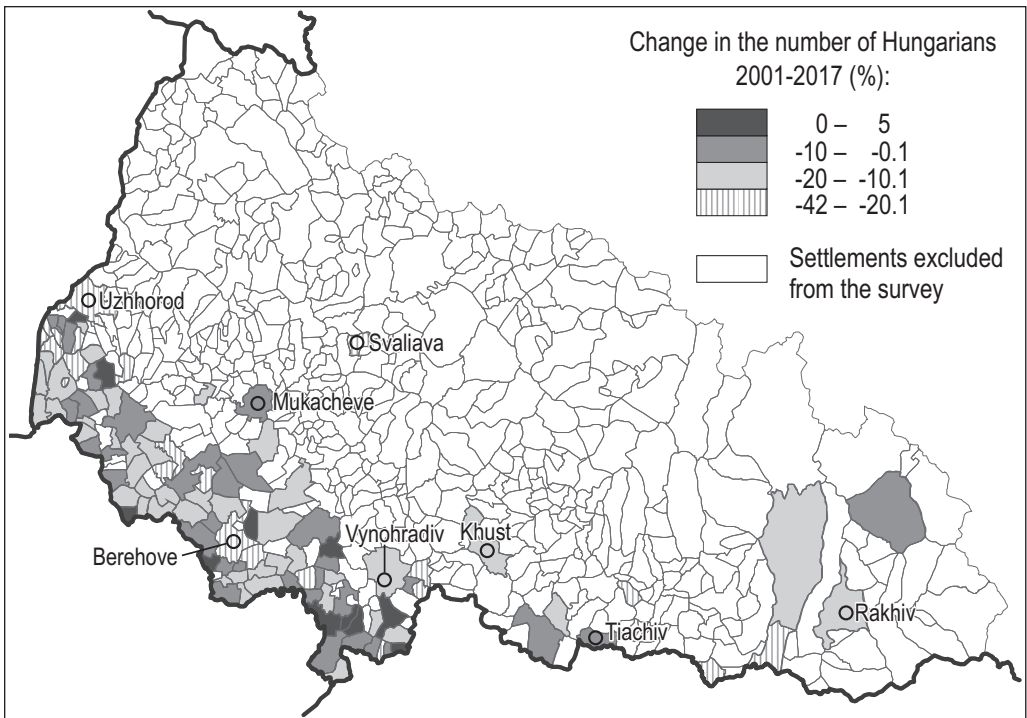 Change in the number of Hungarians
2001-2017 (%):
0 – 5
-10 – -0.1
-20 – -10.1
-42 – -20.1
Settlements excluded
from the survey
Uzhhorod
Svaliava
Mukacheve
Berehove
Vynohradiv
Khust
Rakhiv
Tiachiv